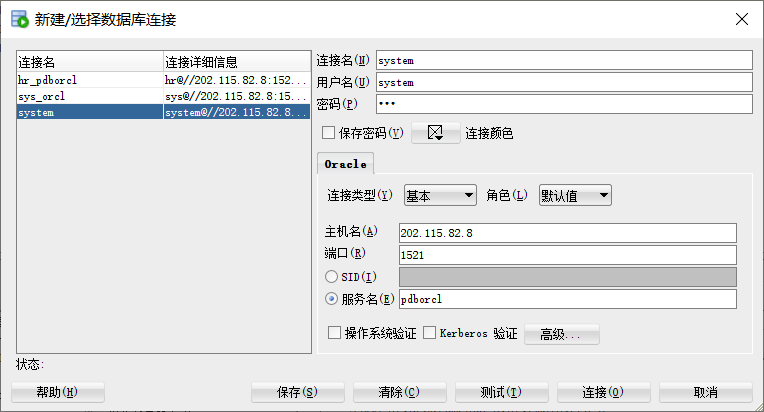 新建/选择数据库连接
连接名 连接详细信息
hr_pdborcl hr@//202.115.82.8:152...
sys_orcl sys@//202.115.82.8:15...
system system@//202.115.82.8...
连接名(N) system
用户名(U) system
密码(P) •••
保存密码(V) 连接颜色
Oracle
连接类型(Y) 基本 角色(L) 默认值
主机名(A) 202.115.82.8
端口(R) 1521
SID(I)
服务名(E) pdborcl
操作系统验证 Kerberos 验证 高级...
状态:
帮助(H) 保存(S) 清除(C) 测试(T) 连接(O) 取消